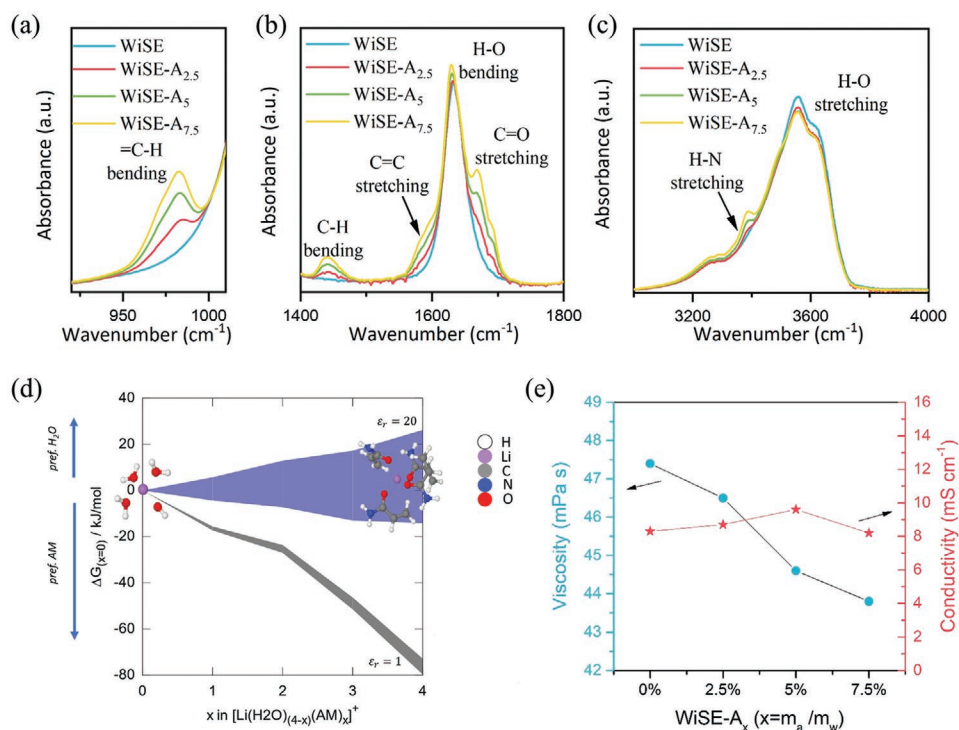 (a)
WiSE
WiSE-A2.5
WiSE-A5
WiSE-A7.5
=C-H
bending
Absorbance (a.u.)
950
1000
Wavenumber (cm-1)
(b)
WiSE
WiSE-A2.5
WiSE-A5
WiSE-A7.5
H-O
bending
C=O
stretching
C=C
stretching
C-H
bending
Absorbance (a.u.)
1400
1600
1800
Wavenumber (cm-1)
(c)
WiSE
WiSE-A2.5
WiSE-A5
WiSE-A7.5
H-O
stretching
H-N
stretching
Absorbance (a.u.)
3200
3600
4000
Wavenumber (cm-1)
(d)
pref. H2O
pref. AM
ΔG(x=0) / kJ/mol
40
20
0
-20
-40
-60
-80
εr = 20
εr = 1
H
Li
C
N
O
0
1
2
3
4
x in [Li(H2O)(4-x)(AM)x]+
(e)
Viscosity (mPa s)
49
48
47
46
45
44
43
42
16
14
12
10
8
6
4
2
0
Conductivity (mS cm-1)
0%
2.5%
5%
7.5%
WiSE-Ax (x=ma /mw)